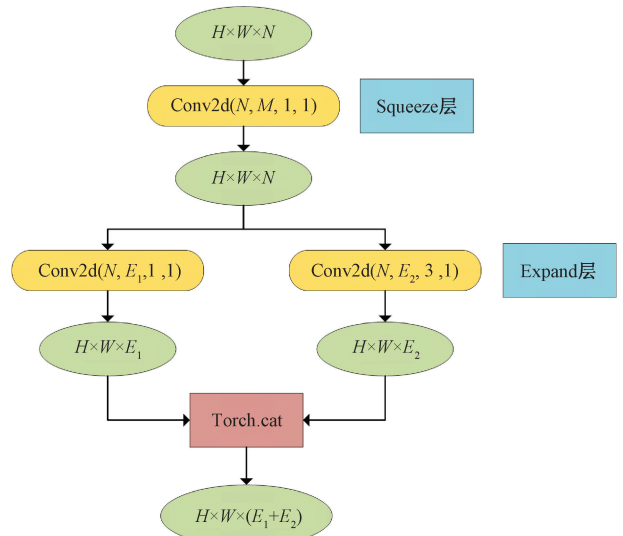 H×W×N
Conv2d(N, M, 1, 1)
Squeeze层
H×W×N
Conv2d(N, E₁,1 ,1)
Conv2d(N, E₂, 3 ,1)
Expand层
H×W×E₁
H×W×E₂
Torch.cat
H×W×(E₁+E₂)